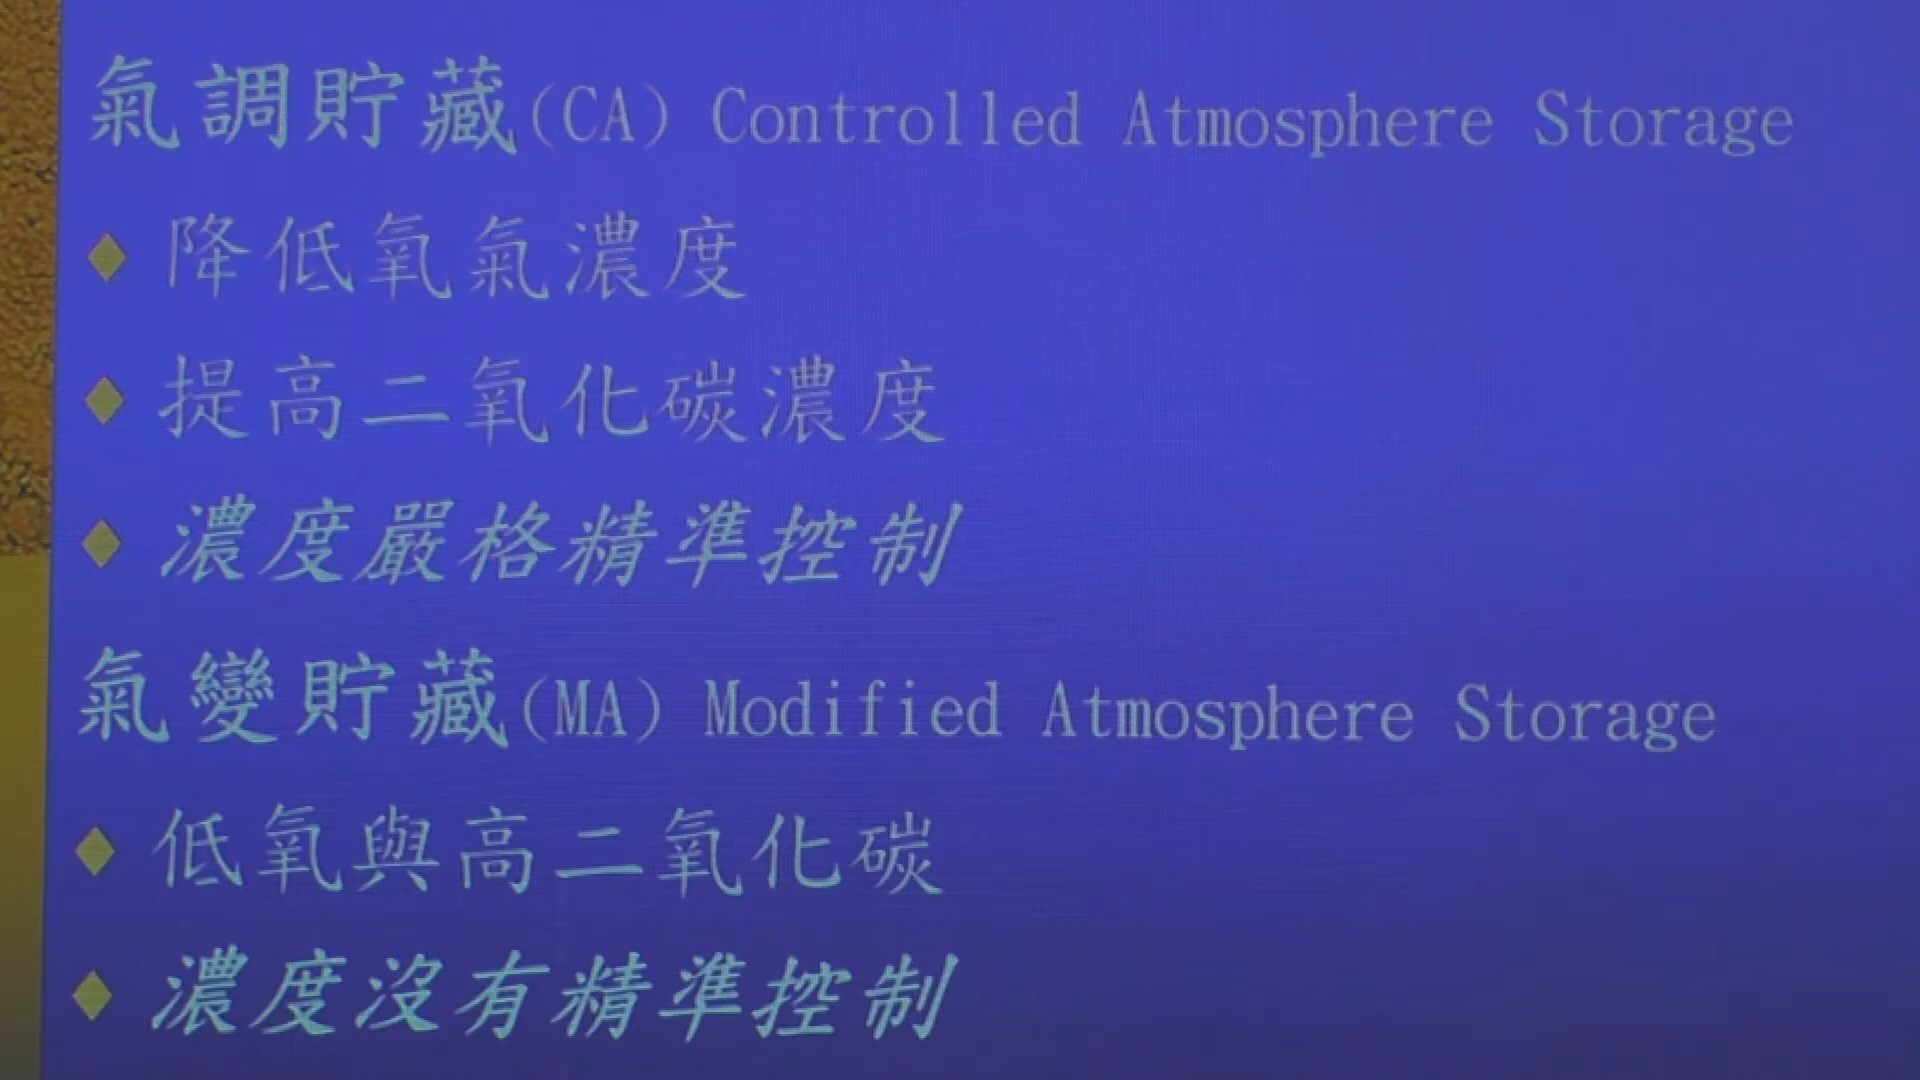 氣調貯藏(CA) Controlled Atmosphere Storage
降低氧氣濃度
提高二氧化碳濃度
濃度嚴格精準控制
氣變貯藏(MA) Modified Atmosphere Storage
低氧與高二氧化碳
濃度沒有精準控制